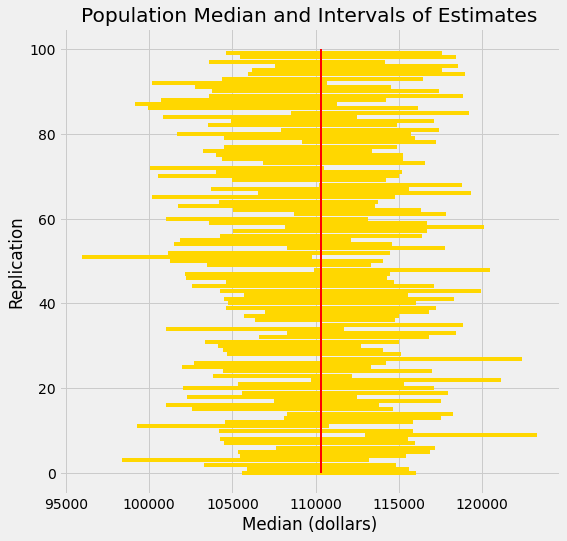 Population Median and Intervals of Estimates
100
80
60
40
20
0
Replication
95000 100000 105000 110000 115000 120000
Median (dollars)